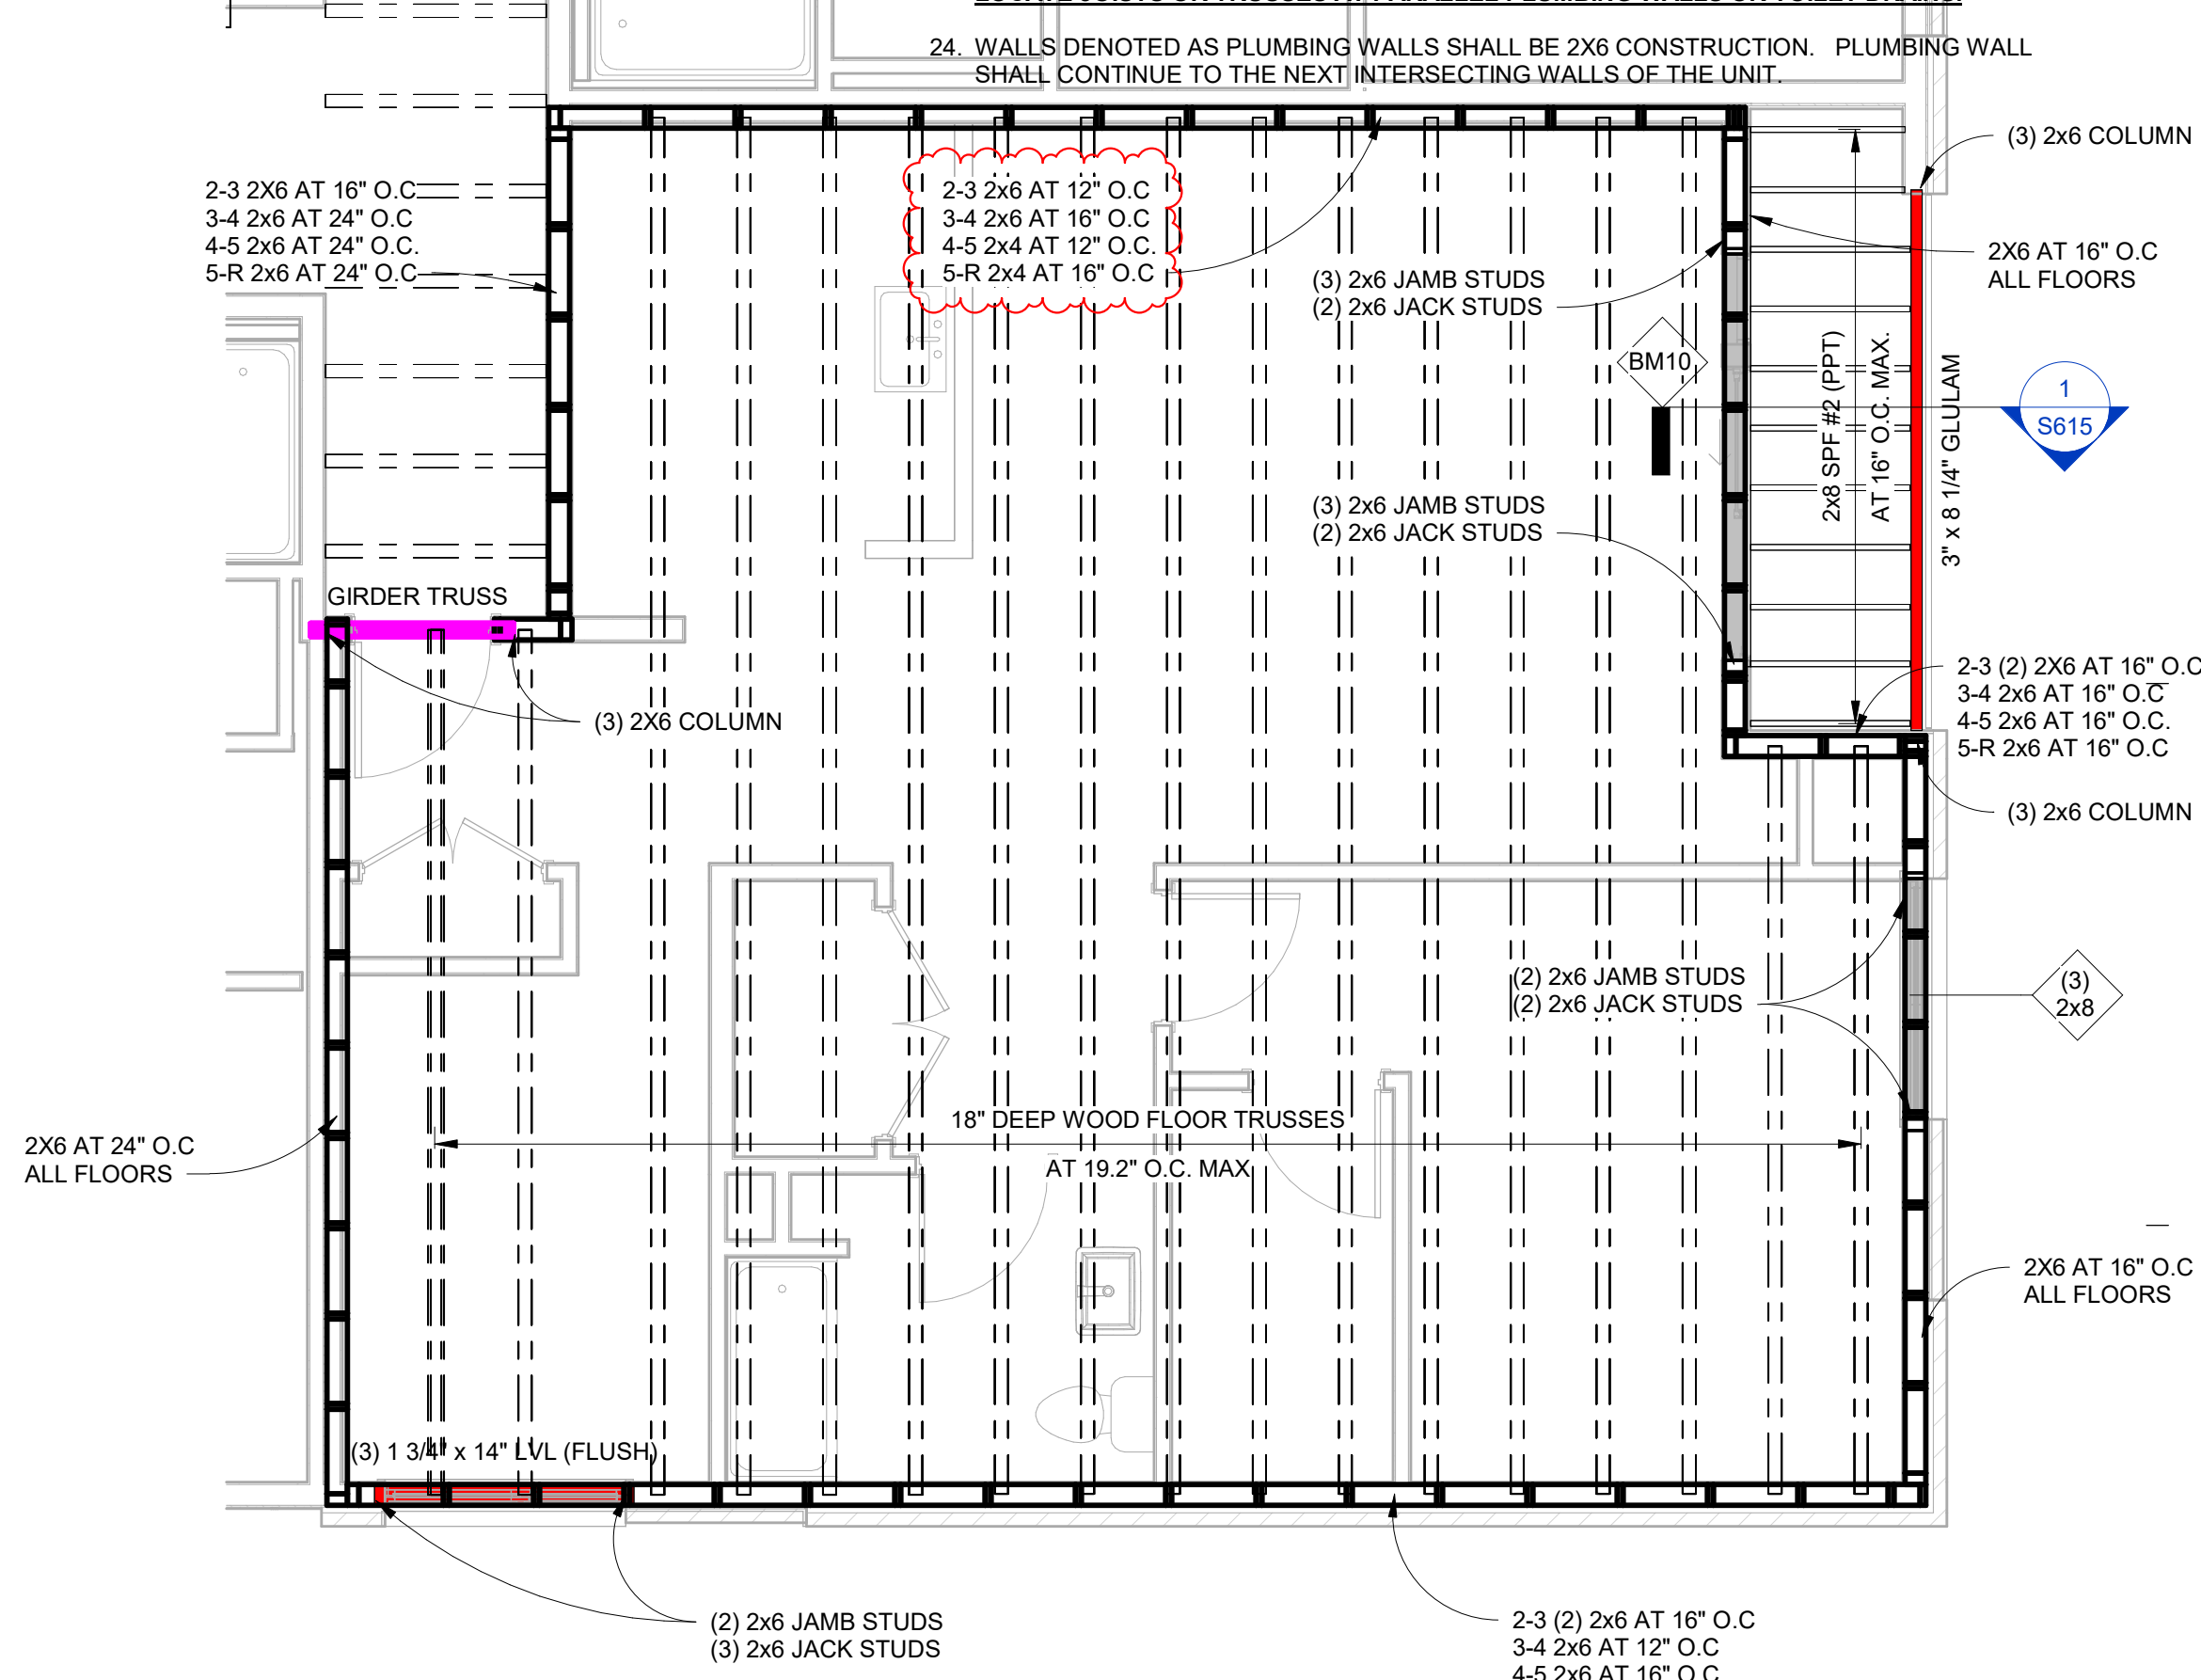 24. WALLS DENOTED AS PLUMBING WALLS SHALL BE 2X6 CONSTRUCTION. PLUMBING WALL
SHALL CONTINUE TO THE NEXT INTERSECTING WALLS OF THE UNIT.
(3) 2x6 COLUMN
2-3 2X6 AT 16" O.C
3-4 2x6 AT 24" O.C
4-5 2x6 AT 24" O.C.
5-R 2x6 AT 24" O.C
2-3 2x6 AT 12" O.C
3-4 2x6 AT 16" O.C
4-5 2x4 AT 12" O.C.
5-R 2x4 AT 16" O.C
(3) 2x6 JAMB STUDS
(2) 2x6 JACK STUDS
2X6 AT 16" O.C
ALL FLOORS
BM10
2x8 SPF #2 (PPT)
AT 16" O.C. MAX.
3" x 8 1/4" GLULAM
1
S615
(3) 2x6 JAMB STUDS
(2) 2x6 JACK STUDS
GIRDER TRUSS
(3) 2X6 COLUMN
2-3 (2) 2X6 AT 16" O.C
3-4 2x6 AT 16" O.C
4-5 2x6 AT 16" O.C.
5-R 2x6 AT 16" O.C
(3) 2x6 COLUMN
(2) 2x6 JAMB STUDS
(2) 2x6 JACK STUDS
(3)
2x8
18" DEEP WOOD FLOOR TRUSSES
AT 19.2" O.C. MAX
2X6 AT 24" O.C
ALL FLOORS
2X6 AT 16" O.C
ALL FLOORS
(3) 1 3/4" x 14" LVL (FLUSH)
(2) 2x6 JAMB STUDS
(3) 2x6 JACK STUDS
2-3 (2) 2x6 AT 16" O.C
3-4 2x6 AT 12" O.C
4-5 2x6 AT 16" O.C